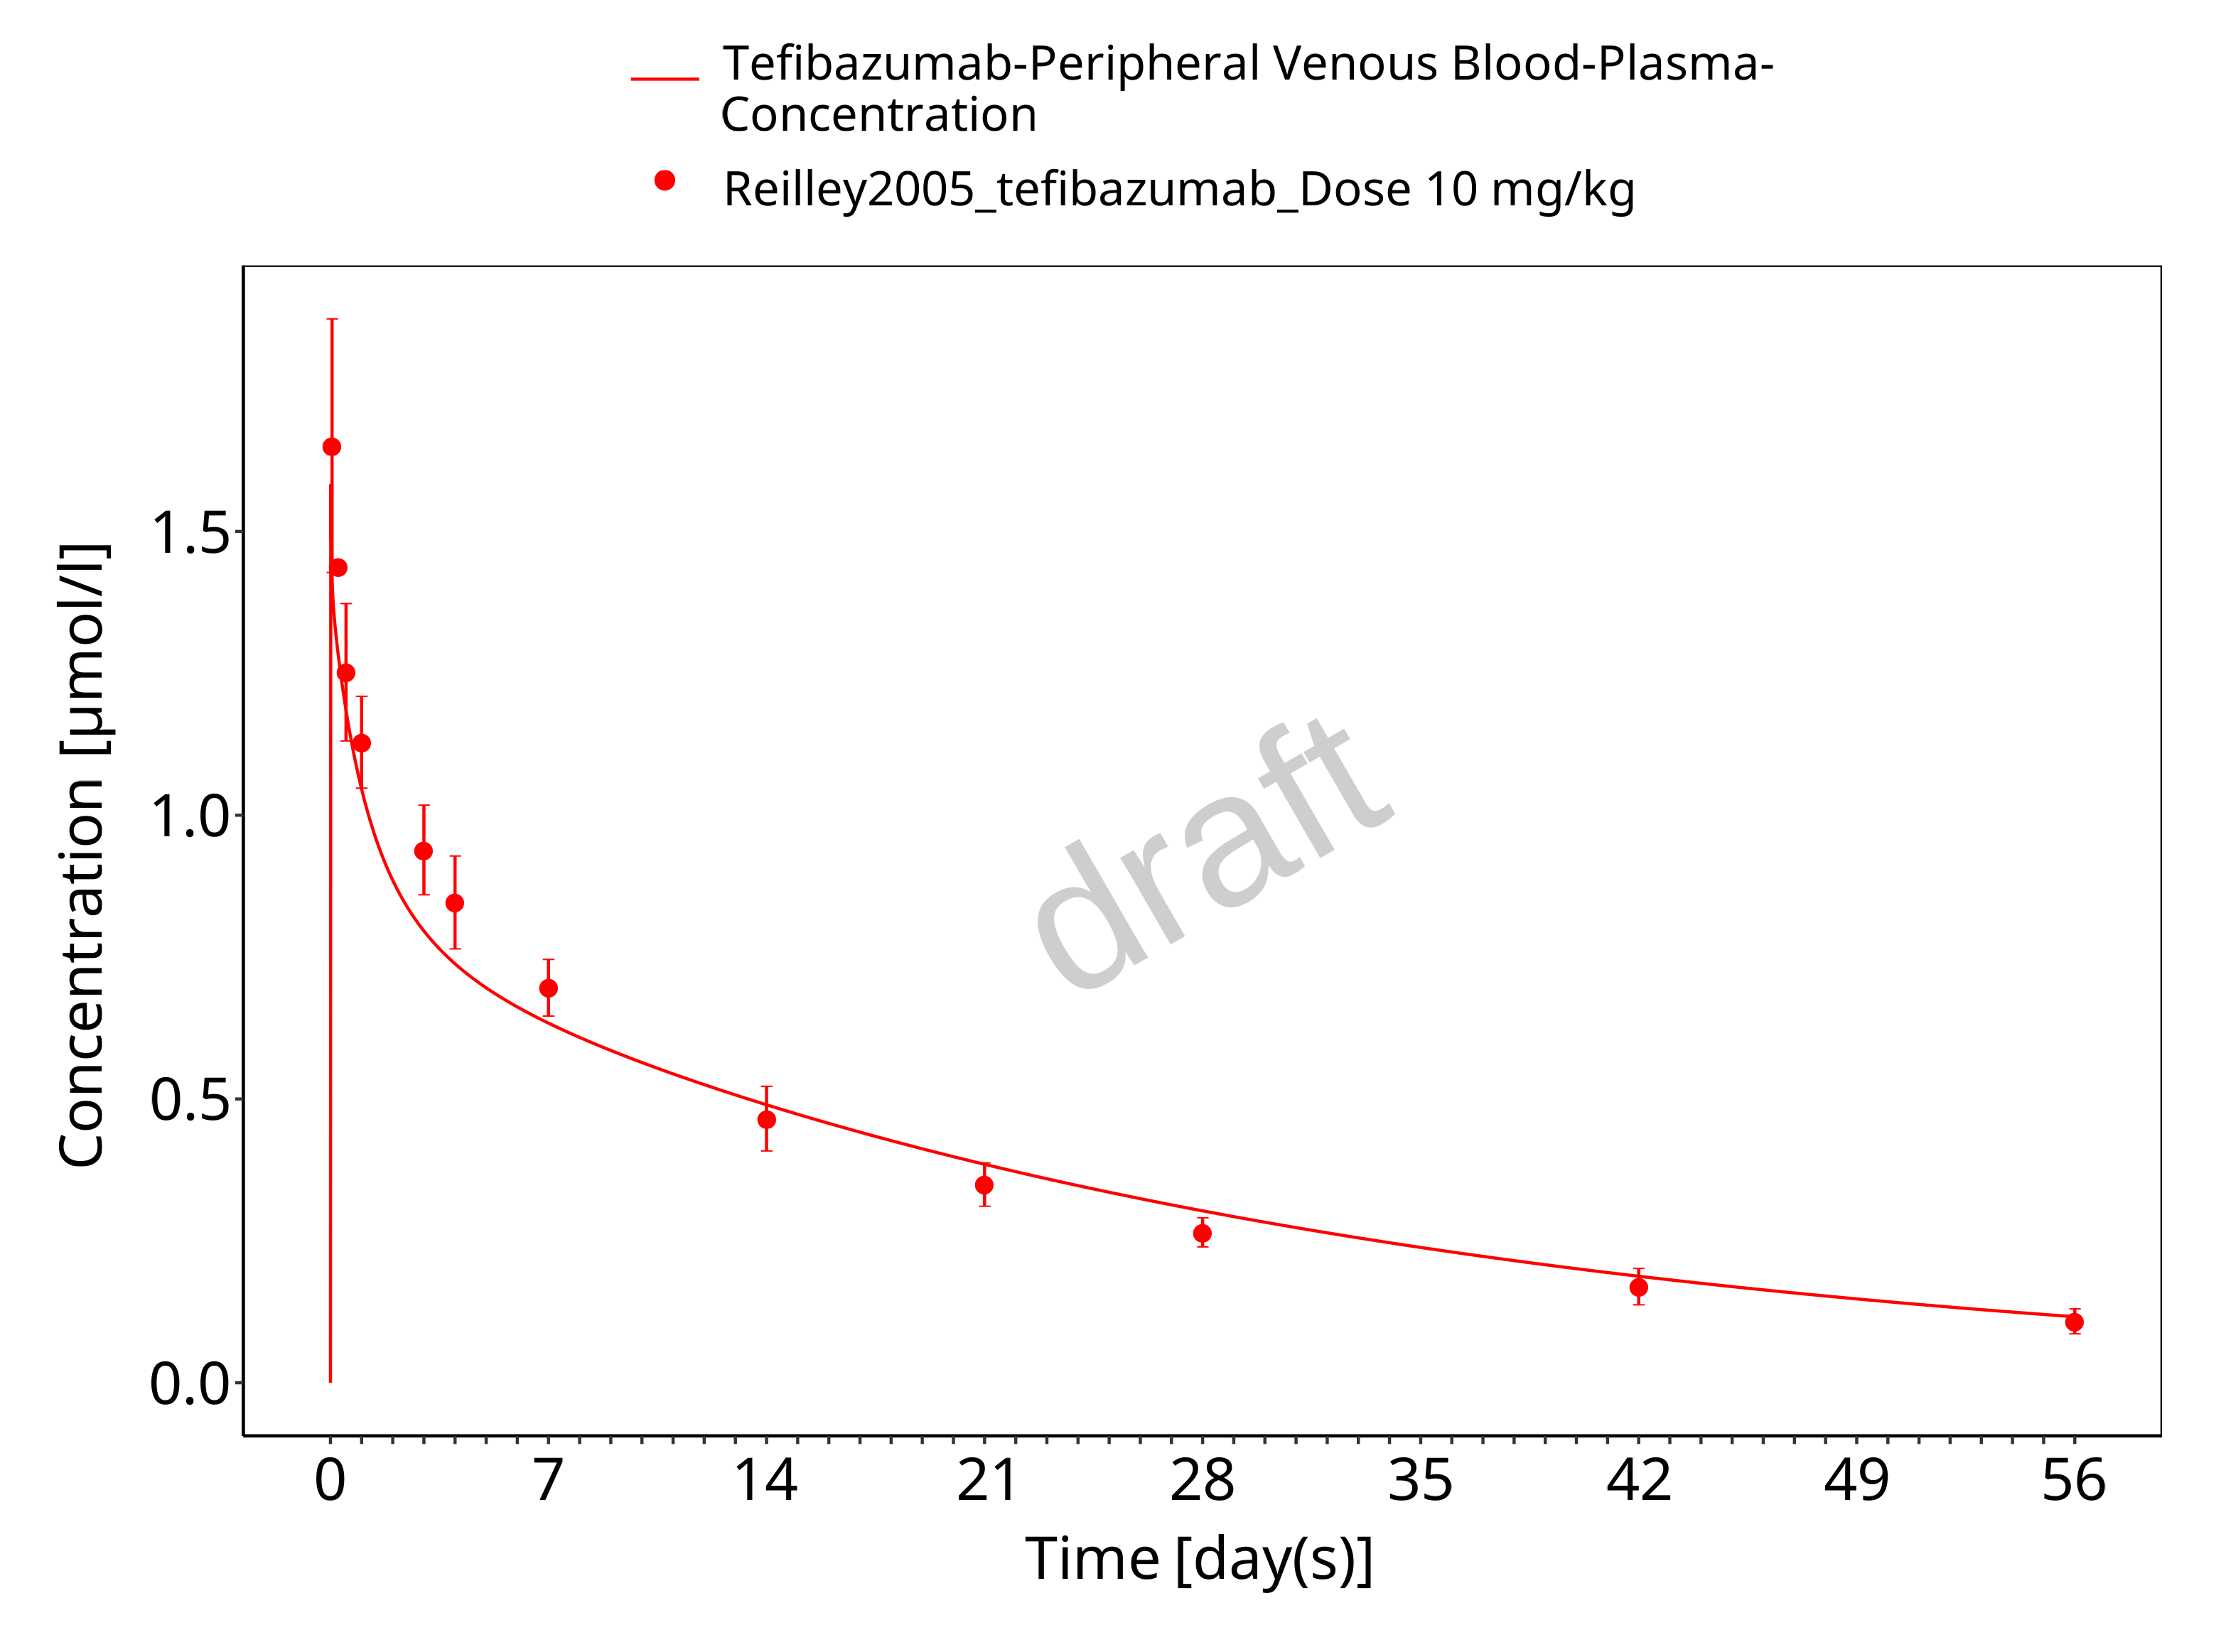 Tefibazumab-Peripheral Venous Blood-Plasma-
Concentration
Reilley2005_tefibazumab_Dose 10 mg/kg
Concentration [µmol/l]
1.5
1.0
0.5
0.0
draft
0 7 14 21 28 35 42 49 56
Time [day(s)]